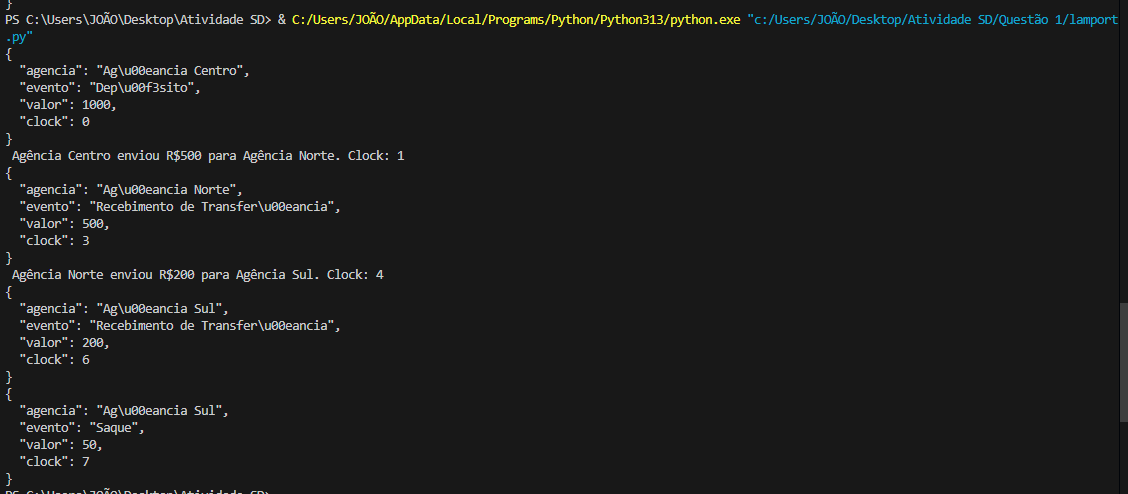 }
PS C:\Users\JOÃO\Desktop\Atividade SD> & C:/Users/JOÃO/AppData/Local/Programs/Python/Python313/python.exe "c:/Users/JOÃO/Desktop/Atividade SD/Questão 1/lamport
.py"
{
  "agencia": "Ag\u00eancia Centro",
  "evento": "Dep\u00f3sito",
  "valor": 1000,
  "clock": 0
}
 Agência Centro enviou R$500 para Agência Norte. Clock: 1
{
  "agencia": "Ag\u00eancia Norte",
  "evento": "Recebimento de Transfer\u00eancia",
  "valor": 500,
  "clock": 3
}
 Agência Norte enviou R$200 para Agência Sul. Clock: 4
{
  "agencia": "Ag\u00eancia Sul",
  "evento": "Recebimento de Transfer\u00eancia",
  "valor": 200,
  "clock": 6
}
{
  "agencia": "Ag\u00eancia Sul",
  "evento": "Saque",
  "valor": 50,
  "clock": 7
}
PS C:\Users\JOÃO\Desktop\Atividade SD>